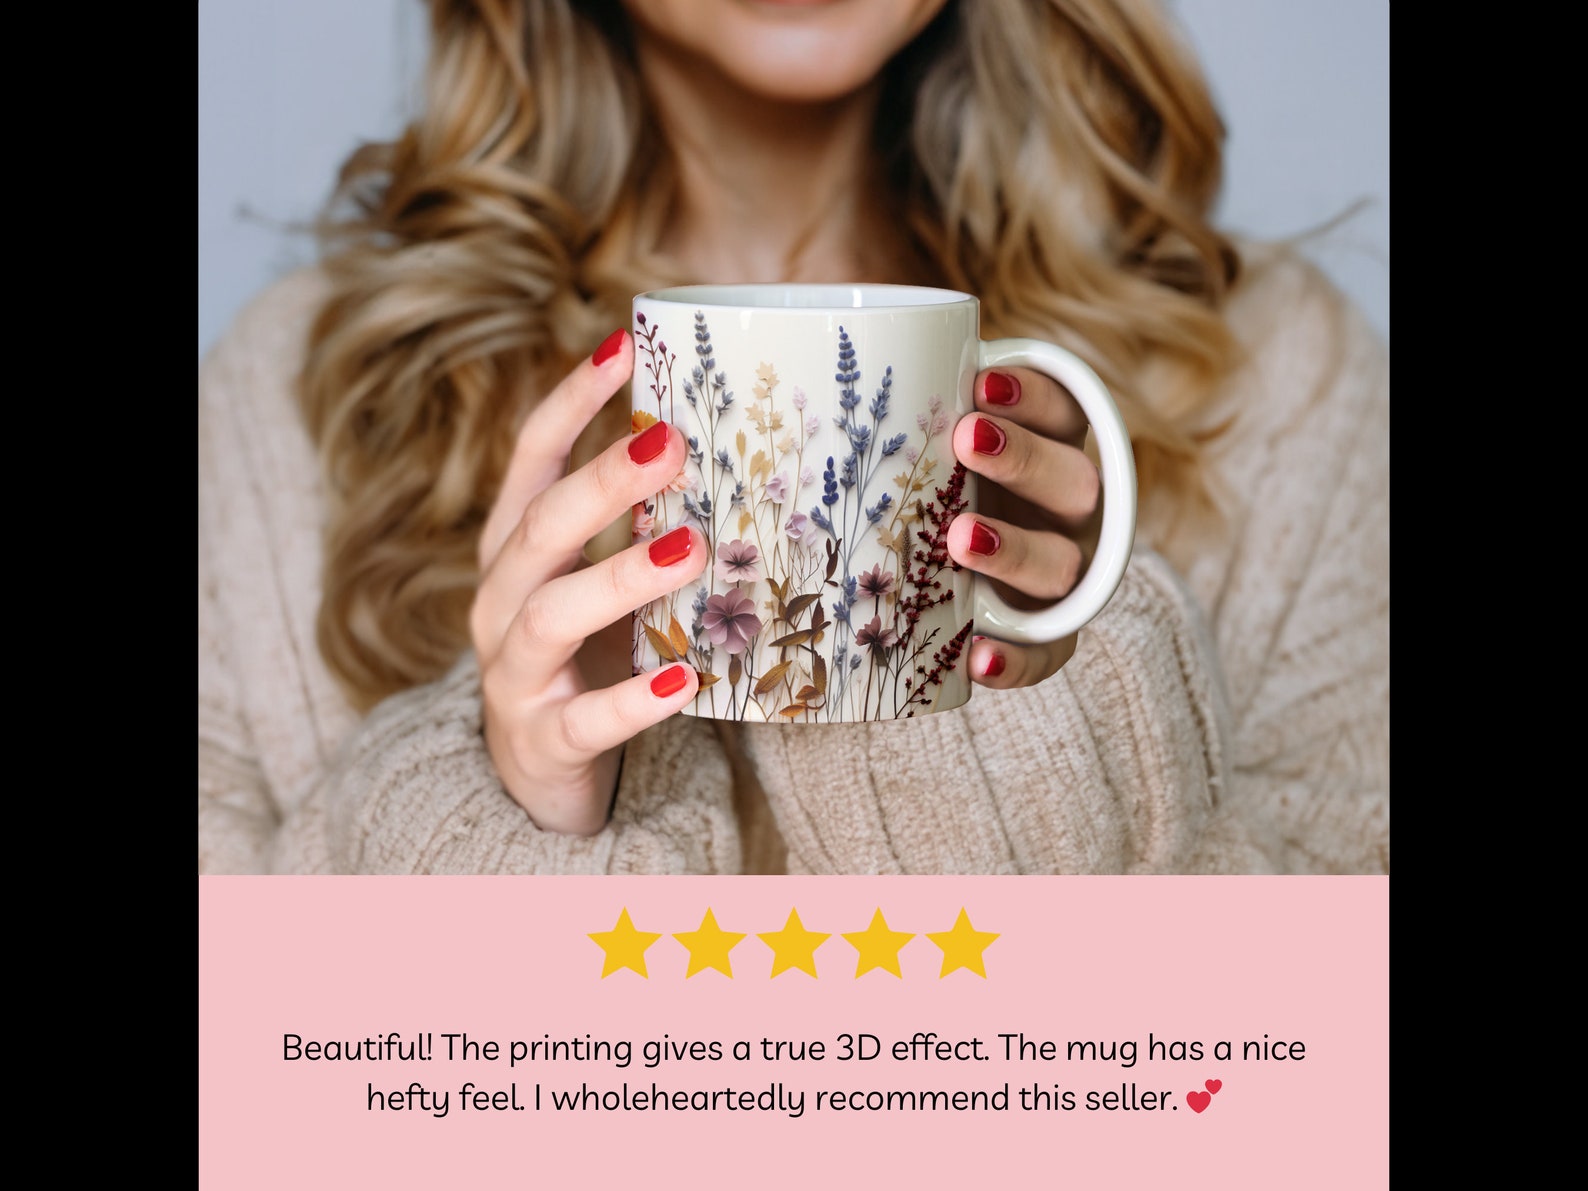 Beautiful! The printing gives a true 3D effect. The mug has a nice
hefty feel. I wholeheartedly recommend this seller. 💕